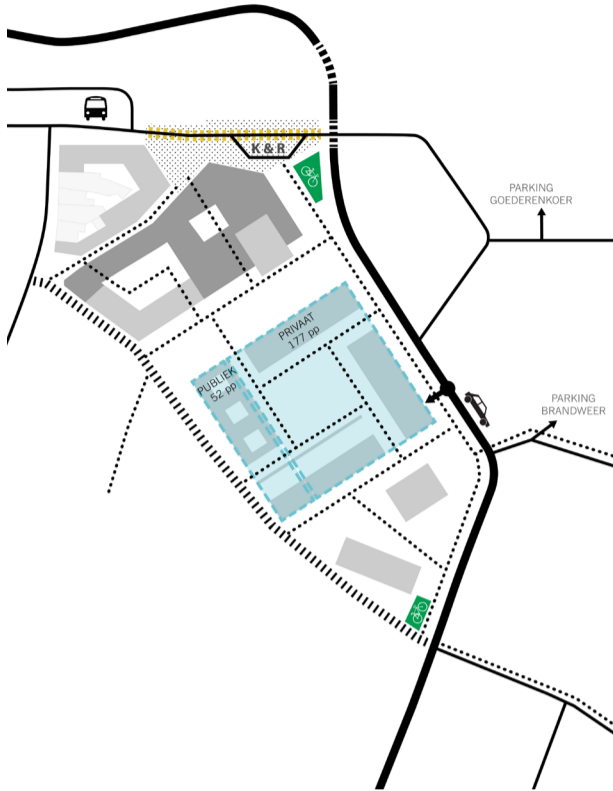 K & R
PARKING
GOEDERENKOER
PRIVAAT
177 pp
PUBLIEK
52 pp
PARKING
BRANDWEER